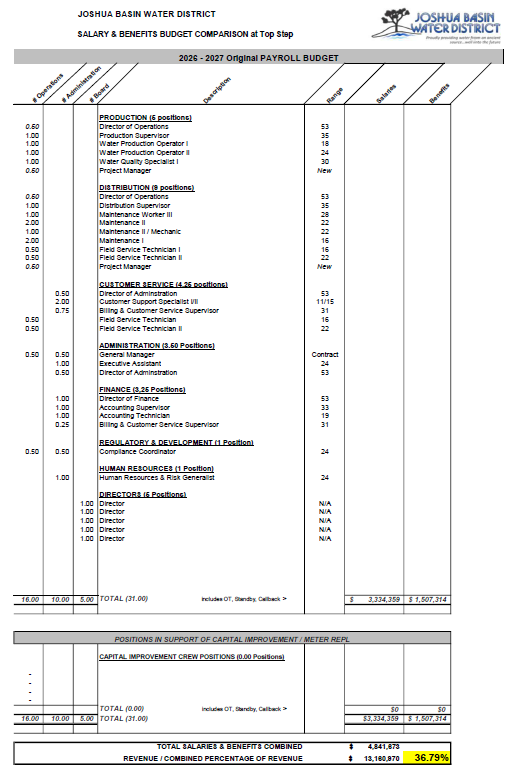 JOSHUA BASIN WATER DISTRICT
SALARY & BENEFITS BUDGET COMPARISON at Top Step
JOSHUA BASIN
WATER DISTRICT
Providing water from an ancient
source...well into the future
2026 - 2027 Original PAYROLL BUDGET
# Operations # Administration # Board Description Range Salaries Benefits
PRODUCTION (5 positions)
0.50 Director of Operations 53
1.00 Production Supervisor 35
1.00 Water Production Operator I 18
1.00 Water Production Operator II 24
1.00 Water Quality Specialist I 30
0.50 Project Manager New
DISTRIBUTION (9 positions)
0.50 Director of Operations 53
1.00 Distribution Supervisor 35
1.00 Maintenance Worker III 28
2.00 Maintenance II 22
1.00 Maintenance II / Mechanic 22
2.00 Maintenance I 16
0.50 Field Service Technician I 16
0.50 Field Service Technician II 22
0.50 Project Manager New
CUSTOMER SERVICE (4.25 positions)
0.50 Director of Adminstration 53
2.00 Customer Support Specialist I/II 11/15
0.75 Billing & Customer Service Supervisor 31
0.50 Field Service Technician 16
0.50 Field Service Technician II 22
ADMINISTRATION (3.50 Positions)
0.50 0.50 General Manager Contract
1.00 Executive Assistant 24
0.50 Director of Adminstration 53
FINANCE (3.25 Positions)
1.00 Director of Finance 53
1.00 Accounting Supervisor 33
1.00 Accounting Technician 19
0.25 Billing & Customer Service Supervisor 31
REGULATORY & DEVELOPMENT (1 Position)
0.50 0.50 Compliance Coordinator 24
HUMAN RESOURCES (1 Position)
1.00 Human Resources & Risk Generalist 24
DIRECTORS (5 Positions)
1.00 Director N/A
1.00 Director N/A
1.00 Director N/A
1.00 Director N/A
1.00 Director N/A
16.00 10.00 5.00 TOTAL (31.00) Includes OT, Standby, Callback > $ 3,334,359 $ 1,507,314
POSITIONS IN SUPPORT OF CAPITAL IMPROVEMENT / METER REPL
CAPITAL IMPROVEMENT CREW POSITIONS (0.00 Positions)
-
-
-
-
TOTAL (0.00) Includes OT, Standby, Callback > $0 $0
16.00 10.00 5.00 TOTAL (31.00) $3,334,359 $ 1,507,314
TOTAL SALARIES & BENEFITS COMBINED $ 4,841,673
REVENUE / COMBINED PERCENTAGE OF REVENUE $ 13,160,970 36.79%